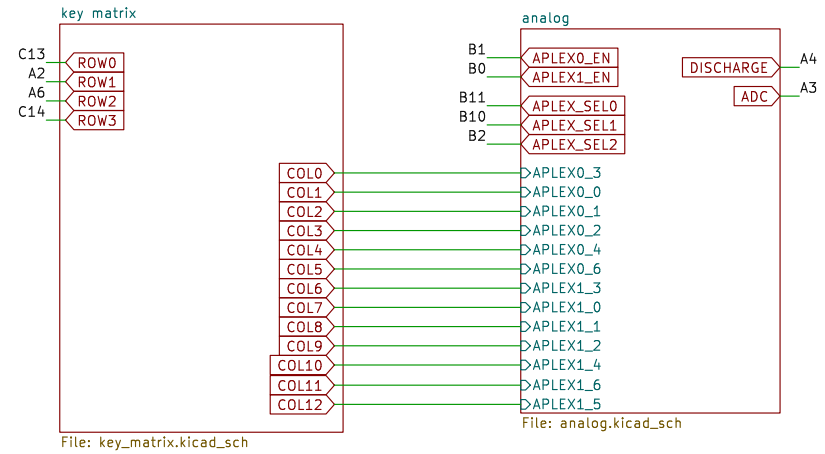 key matrix
C13 ROW0
A2 ROW1
A6 ROW2
C14 ROW3
COL0
COL1
COL2
COL3
COL4
COL5
COL6
COL7
COL8
COL9
COL10
COL11
COL12
File: key_matrix.kicad_sch
analog
B1 APLEX0_EN
B0 APLEX1_EN
B11 APLEX_SEL0
B10 APLEX_SEL1
B2 APLEX_SEL2
DISCHARGE A4
ADC A3
APLEX0_3
APLEX0_0
APLEX0_1
APLEX0_2
APLEX0_4
APLEX0_6
APLEX1_3
APLEX1_0
APLEX1_1
APLEX1_2
APLEX1_4
APLEX1_6
APLEX1_5
File: analog.kicad_sch